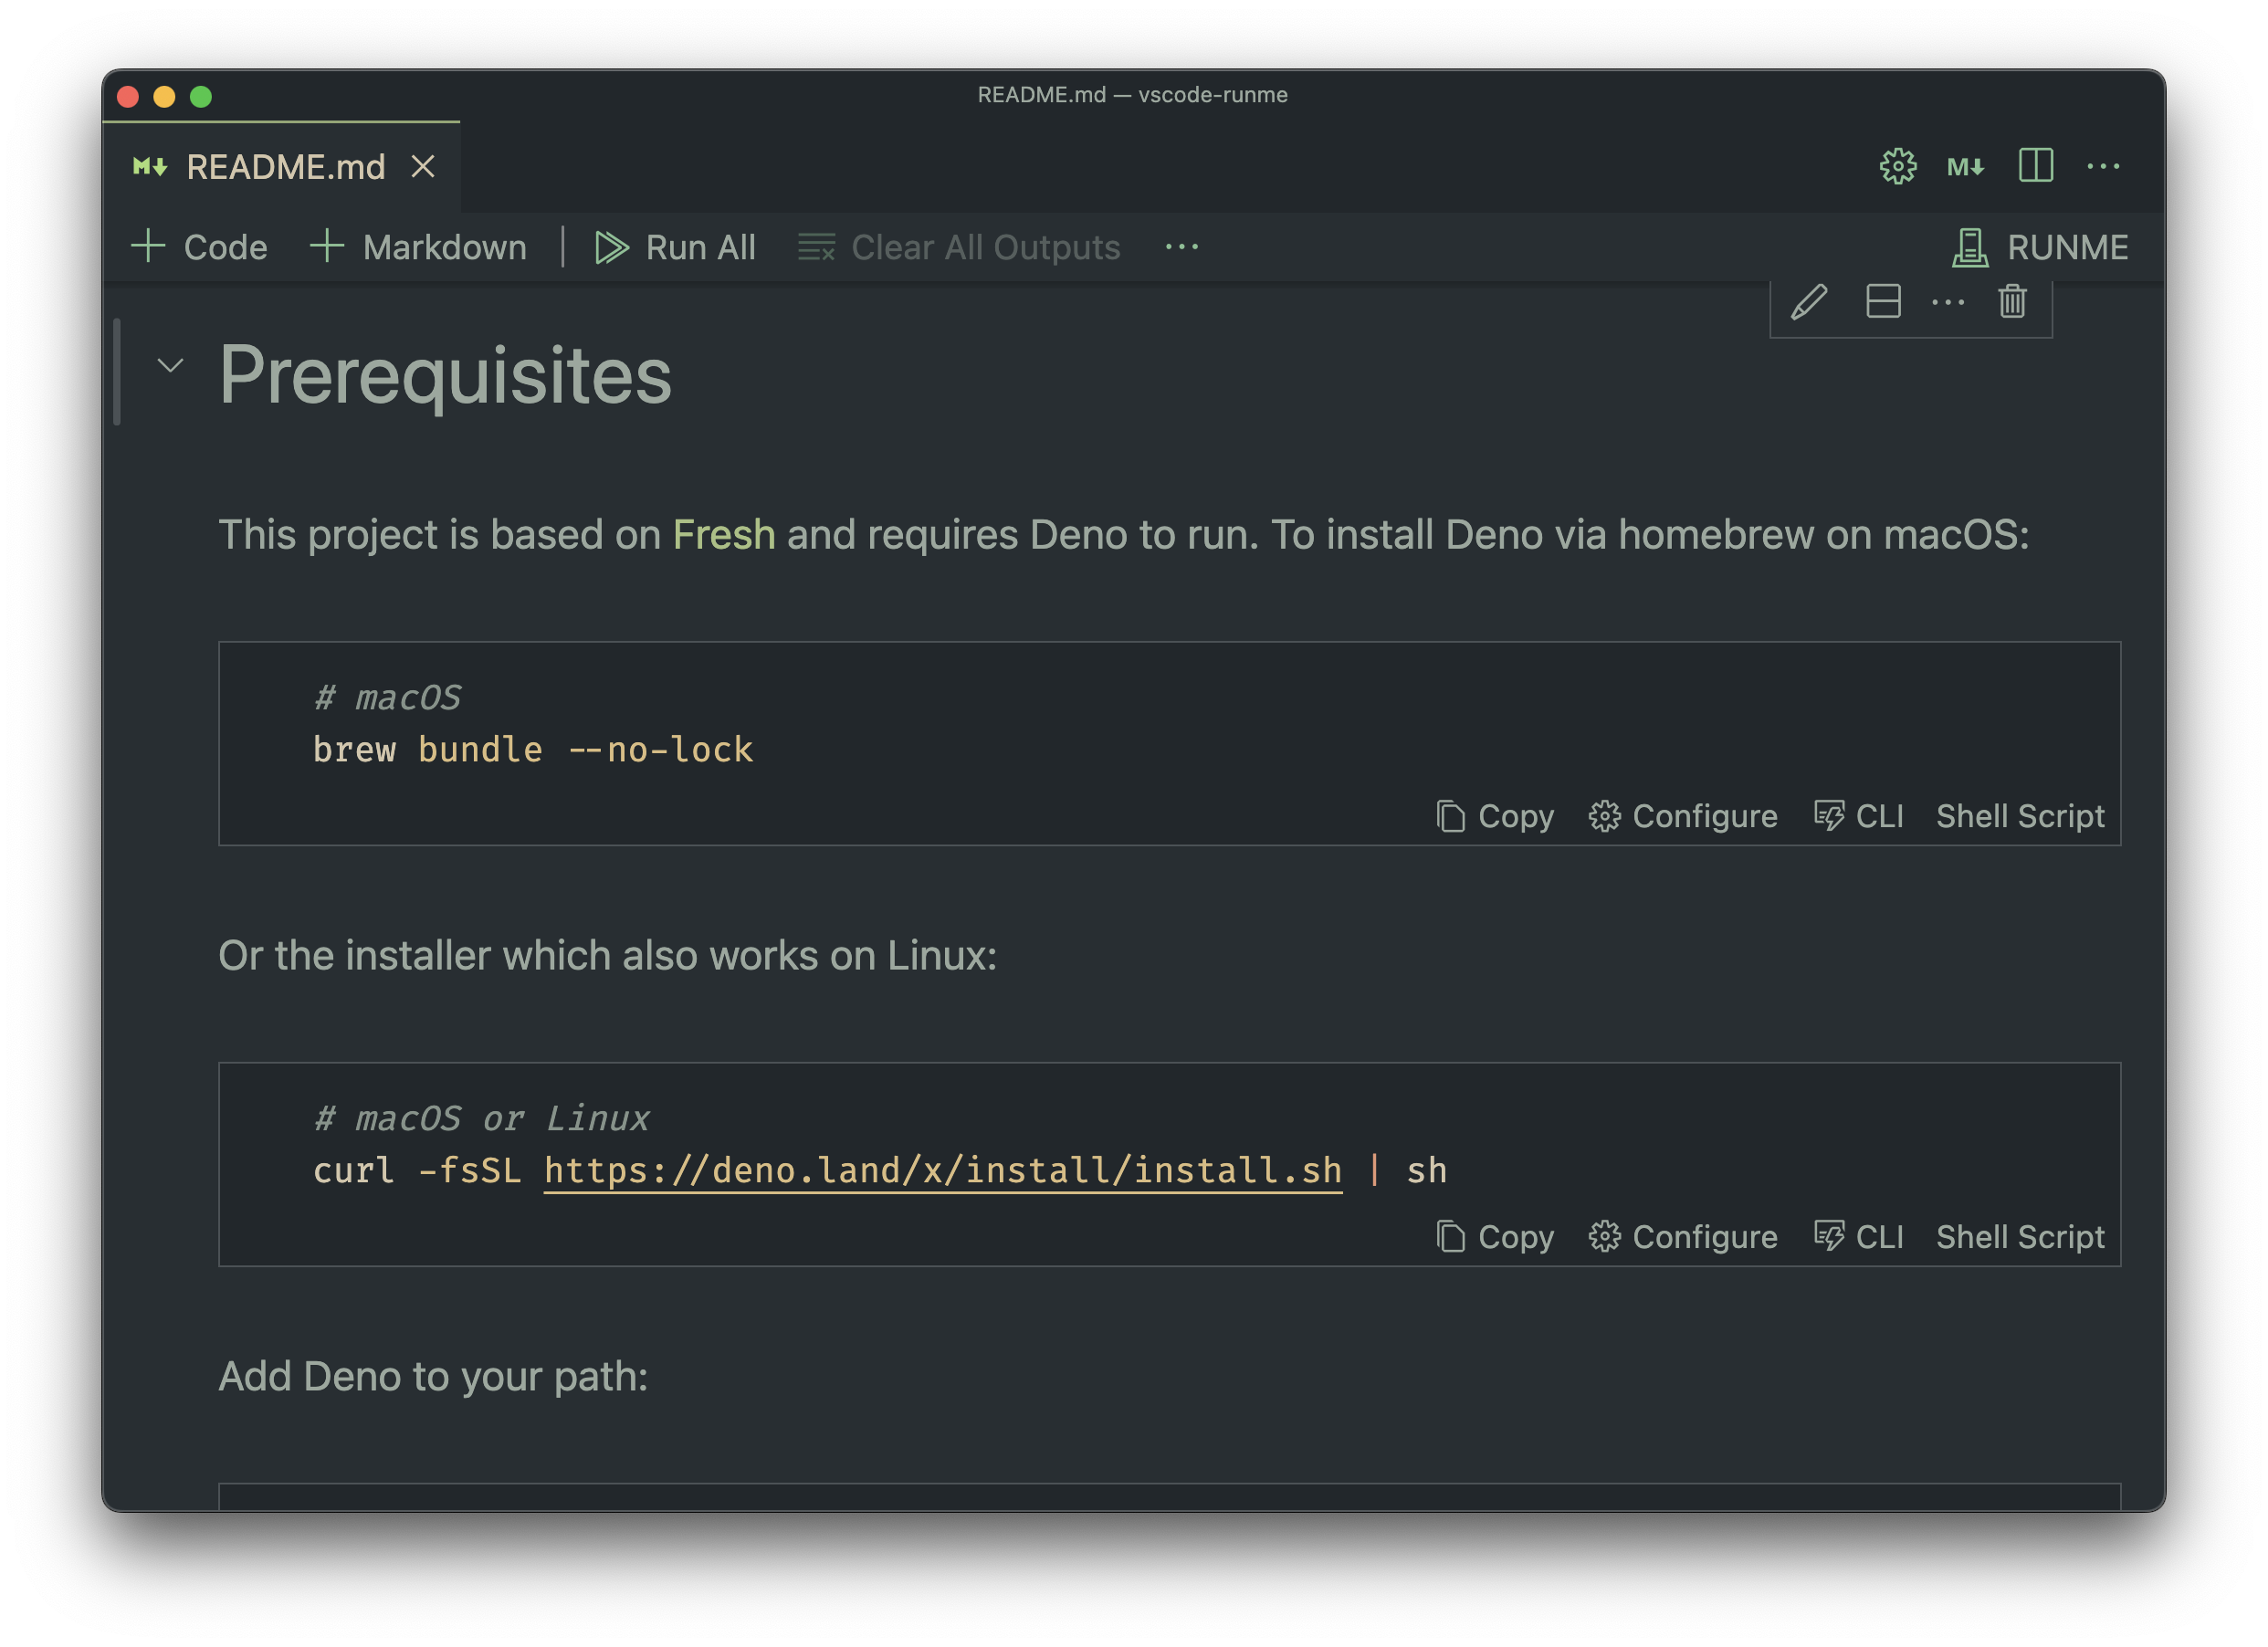 README.md — vscode-runme
README.md
Code Markdown Run All Clear All Outputs ··· RUNME
Prerequisites
This project is based on Fresh and requires Deno to run. To install Deno via homebrew on macOS:
# macOS
brew bundle --no-lock
Copy Configure CLI Shell Script
Or the installer which also works on Linux:
# macOS or Linux
curl -fsSL https://deno.land/x/install/install.sh | sh
Copy Configure CLI Shell Script
Add Deno to your path: